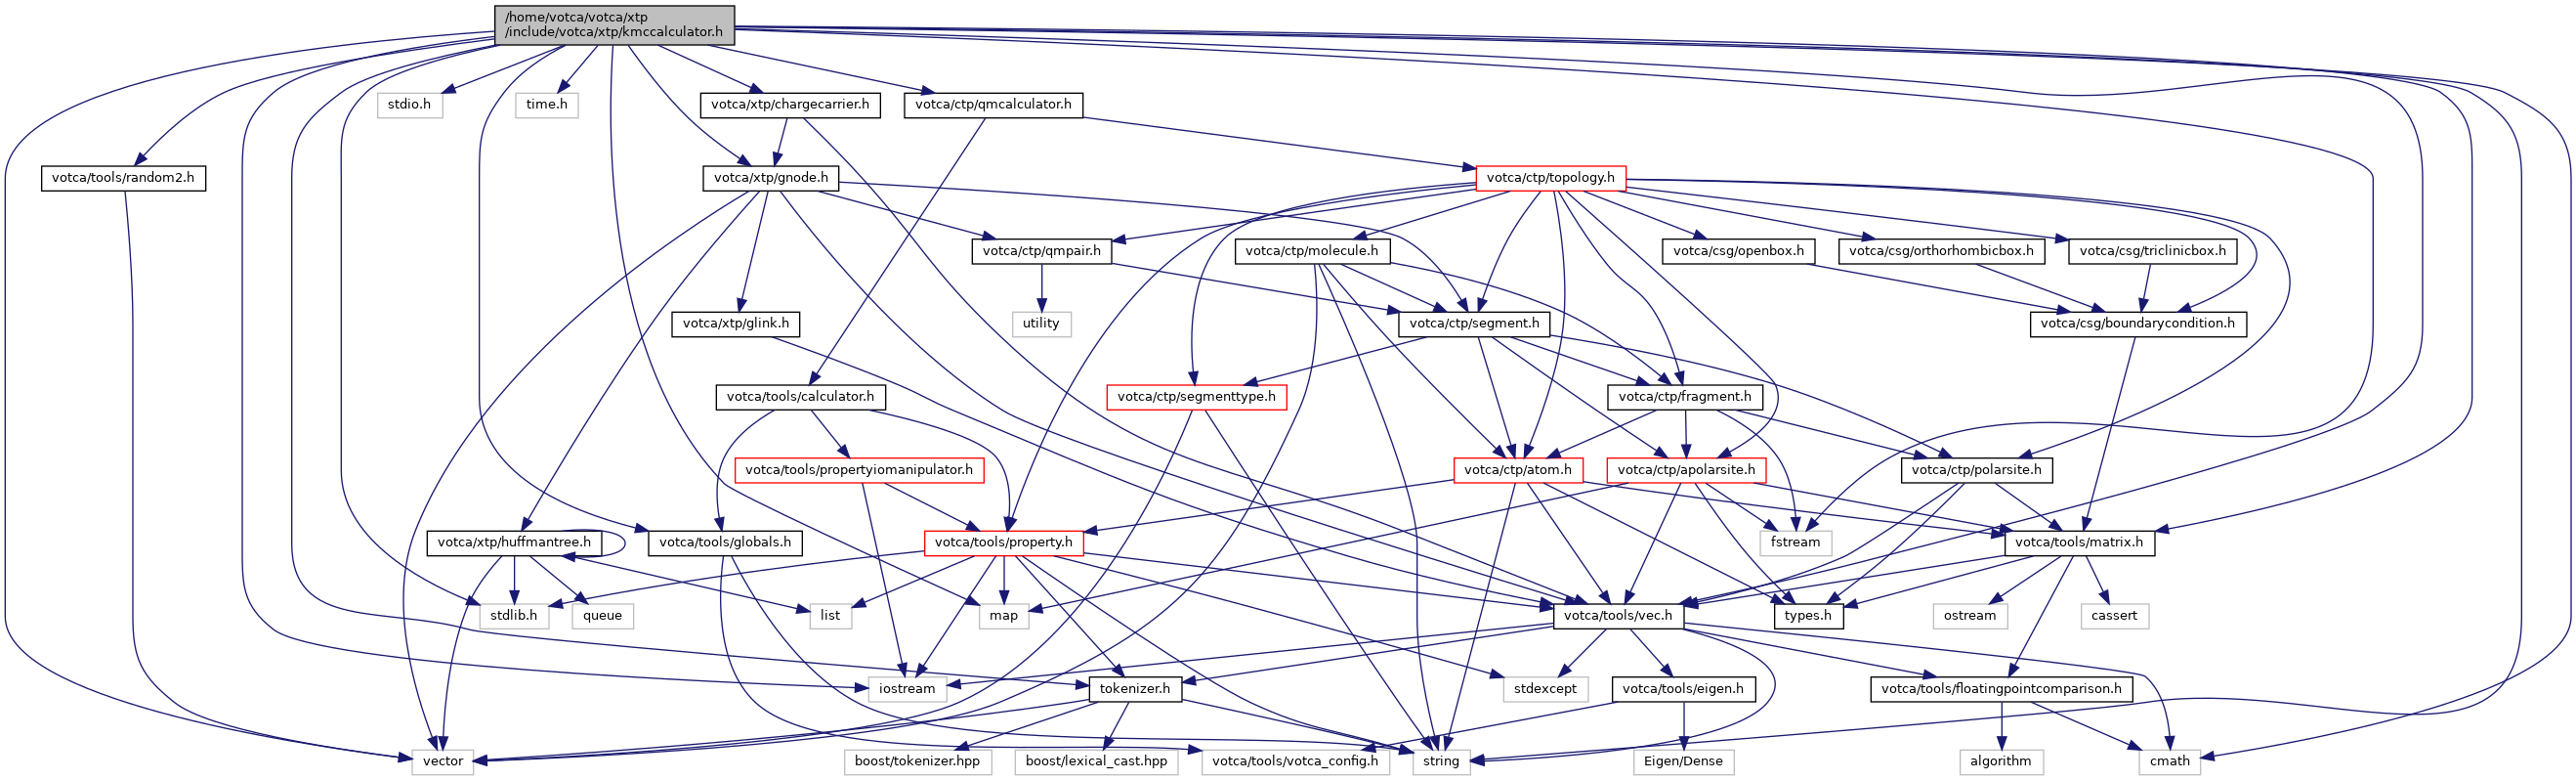 /home/votca/votca/xtp
/include/votca/xtp/kmccalculator.h
stdio.h
time.h
votca/xtp/chargecarrier.h
votca/ctp/qmcalculator.h
votca/tools/random2.h
votca/xtp/gnode.h
votca/ctp/topology.h
votca/ctp/qmpair.h
votca/ctp/molecule.h
votca/csg/openbox.h
votca/csg/orthorhombicbox.h
votca/csg/triclinicbox.h
votca/xtp/glink.h
utility
votca/ctp/segment.h
votca/csg/boundarycondition.h
votca/tools/calculator.h
votca/ctp/segmenttype.h
votca/ctp/fragment.h
votca/tools/propertyiomanipulator.h
votca/ctp/atom.h
votca/ctp/apolarsite.h
votca/ctp/polarsite.h
votca/xtp/huffmantree.h
votca/tools/globals.h
votca/tools/property.h
fstream
votca/tools/matrix.h
stdlib.h
queue
list
map
votca/tools/vec.h
types.h
ostream
cassert
iostream
tokenizer.h
stdexcept
votca/tools/eigen.h
votca/tools/floatingpointcomparison.h
vector
boost/tokenizer.hpp
boost/lexical_cast.hpp
votca/tools/votca_config.h
string
Eigen/Dense
algorithm
cmath